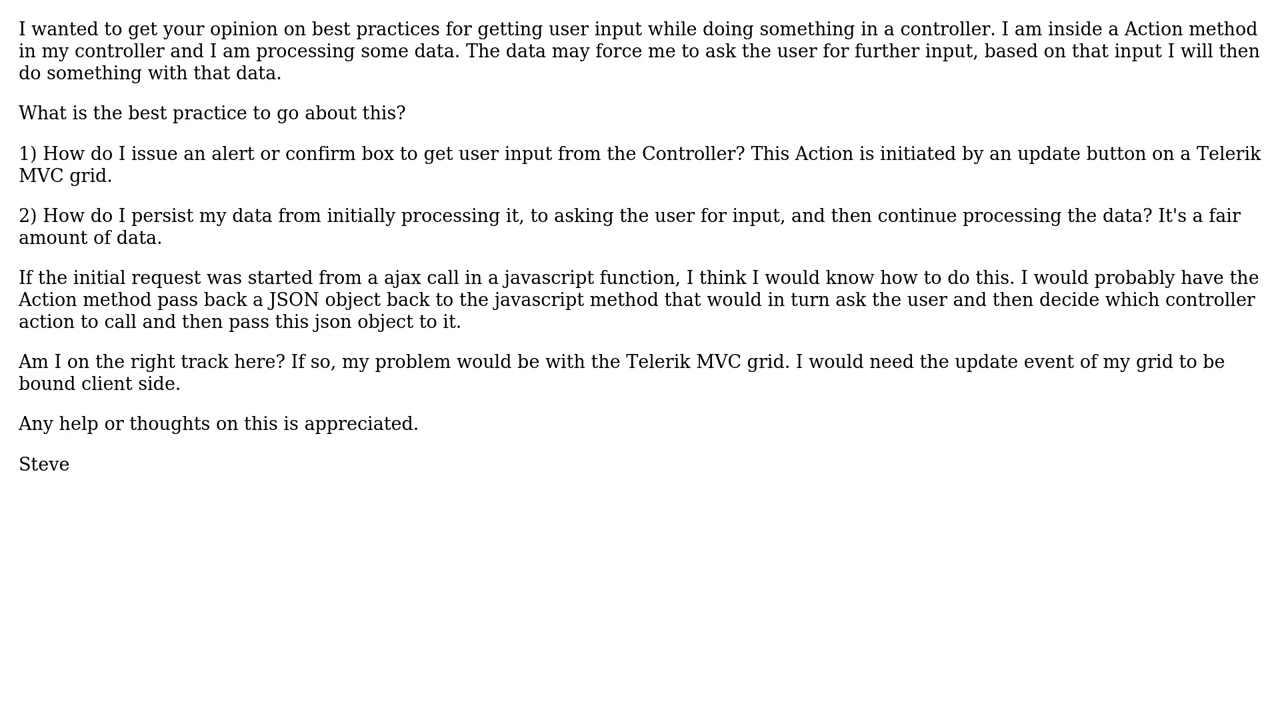 I wanted to get your opinion on best practices for getting user input while doing something in a controller. I am inside a Action method
in my controller and I am processing some data. The data may force me to ask the user for further input, based on that input I will then
do something with that data.
What is the best practice to go about this?
1) How do I issue an alert or confirm box to get user input from the Controller? This Action is initiated by an update button on a Telerik
MVC grid.
2) How do I persist my data from initially processing it, to asking the user for input, and then continue processing the data? It's a fair
amount of data.
If the initial request was started from a ajax call in a javascript function, I think I would know how to do this. I would probably have the
Action method pass back a JSON object back to the javascript method that would in turn ask the user and then decide which controller
action to call and then pass this json object to it.
Am I on the right track here? If so, my problem would be with the Telerik MVC grid. I would need the update event of my grid to be
bound client side.
Any help or thoughts on this is appreciated.
Steve